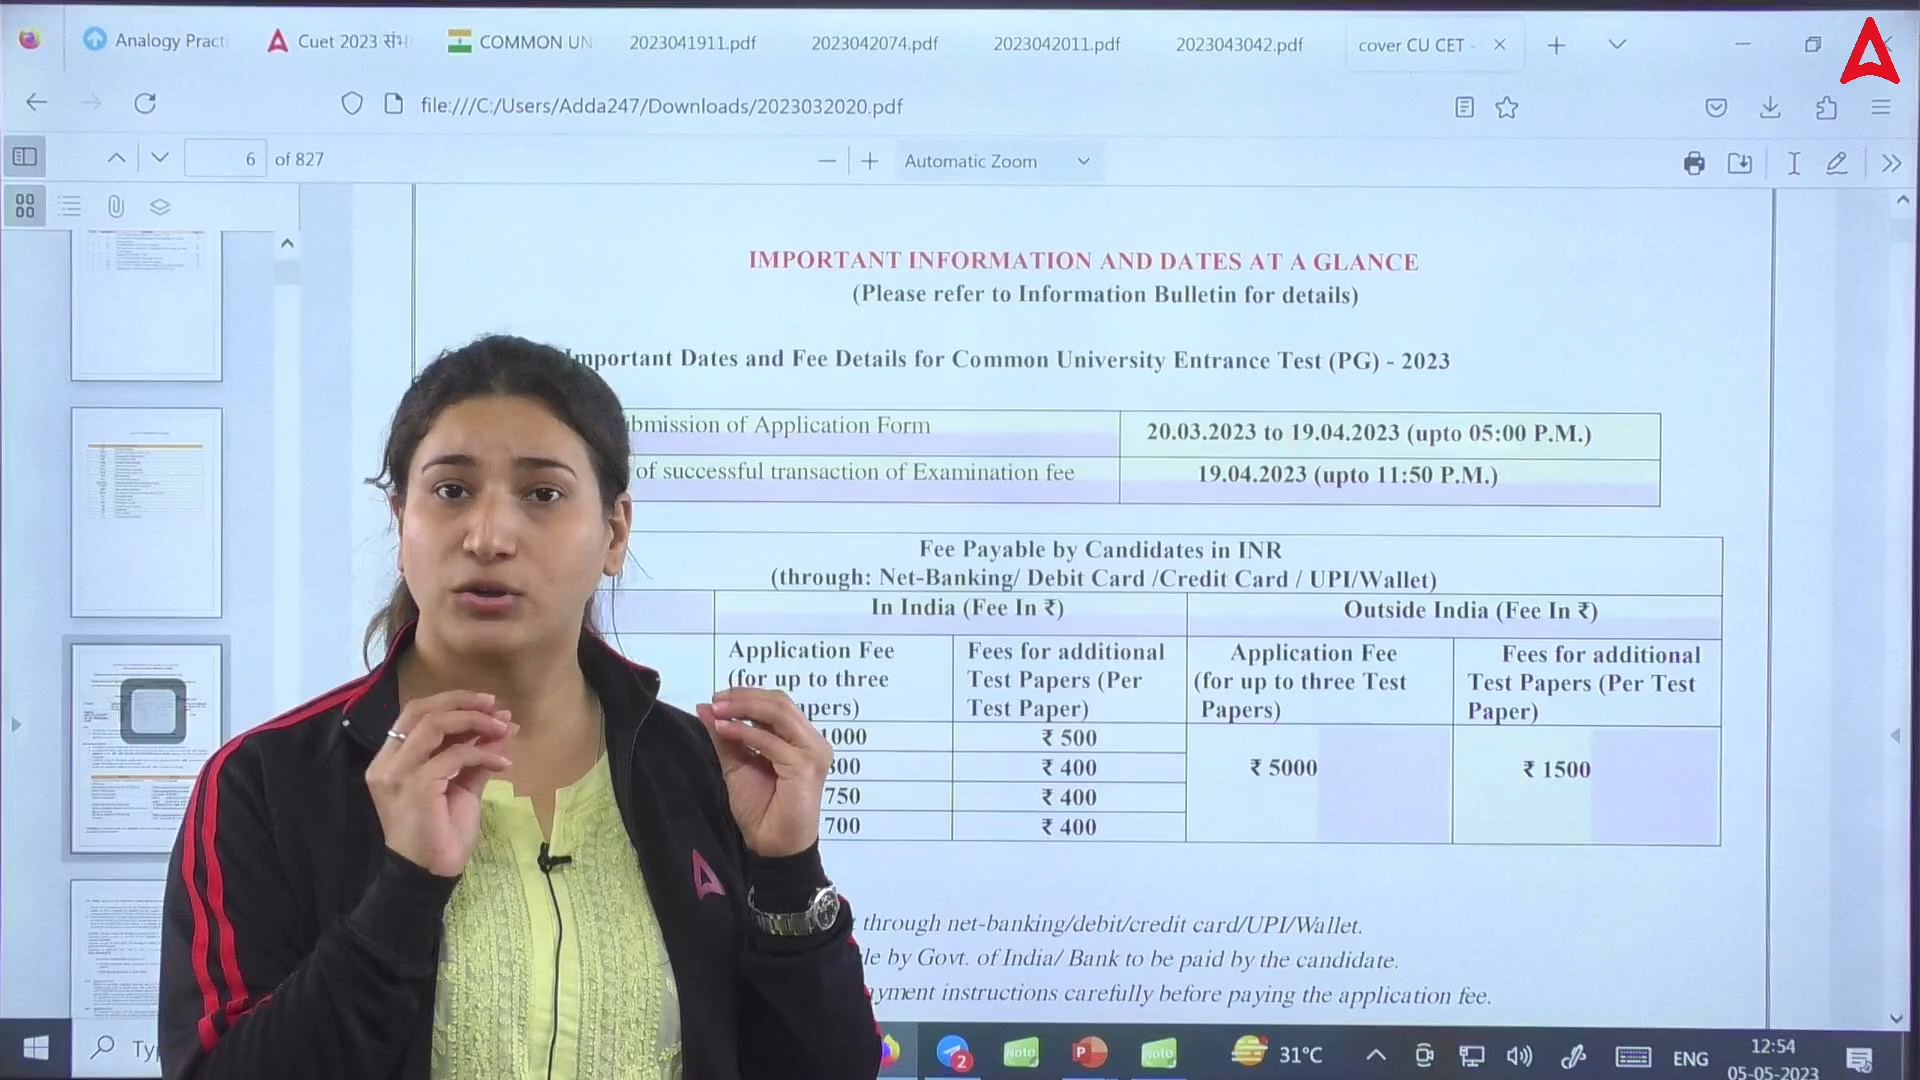 Analogy Practi
Cuet 2023 संभ
COMMON UN
2023041911.pdf
2023042074.pdf
2023042011.pdf
2023043042.pdf
cover CU CET -
file:///C:/Users/Adda247/Downloads/2023032020.pdf
6 of 827
Automatic Zoom
IMPORTANT INFORMATION AND DATES AT A GLANCE
(Please refer to Information Bulletin for details)
Important Dates and Fee Details for Common University Entrance Test (PG) - 2023
ubmission of Application Form
20.03.2023 to 19.04.2023 (upto 05:00 P.M.)
of successful transaction of Examination fee
19.04.2023 (upto 11:50 P.M.)
Fee Payable by Candidates in INR
(through: Net-Banking/ Debit Card /Credit Card / UPI/Wallet)
In India (Fee In ₹)
Outside India (Fee In ₹)
Application Fee
(for up to three
apers)
Fees for additional
Test Papers (Per
Test Paper)
Application Fee
(for up to three Test
Papers)
Fees for additional
Test Papers (Per Test
Paper)
1000
₹ 500
800
₹ 400
750
₹ 400
700
₹ 400
₹ 5000
₹ 1500
through net-banking/debit/credit card/UPI/Wallet.
le by Govt. of India/ Bank to be paid by the candidate.
yment instructions carefully before paying the application fee.
Typ
2
Note
P
Note
31°C
ENG
12:54
05-05-2023